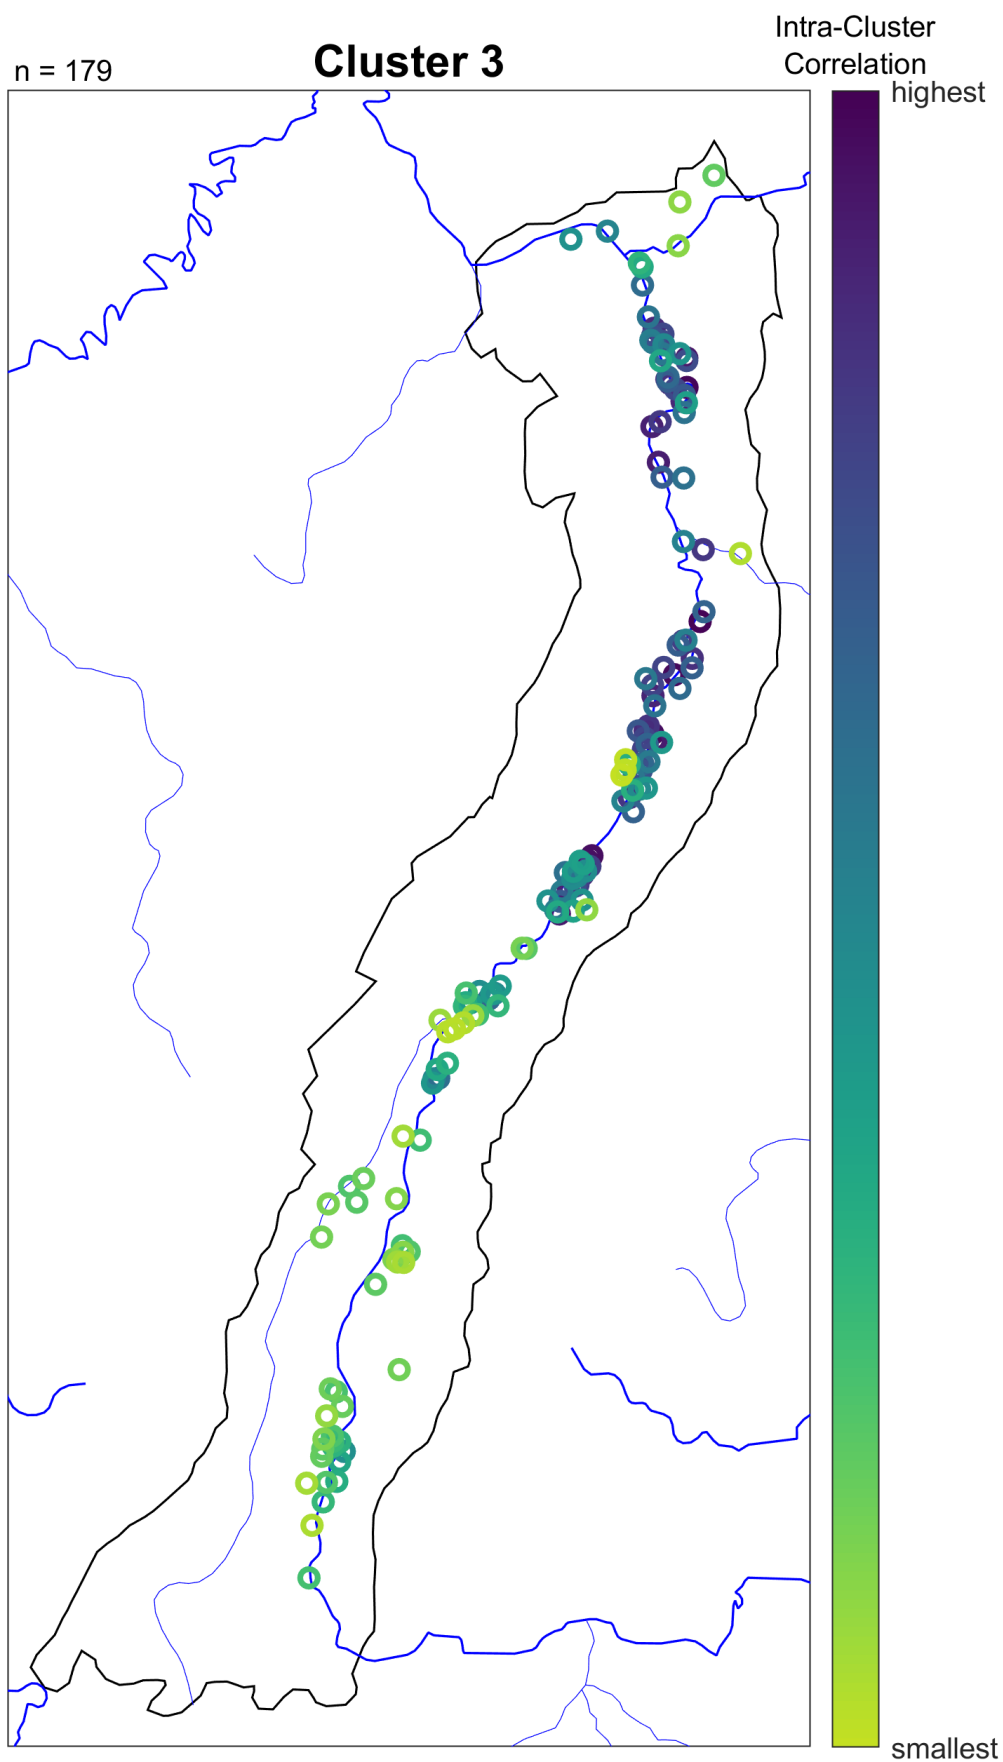 n = 179
Cluster 3
Intra-Cluster
Correlation
highest
smallest